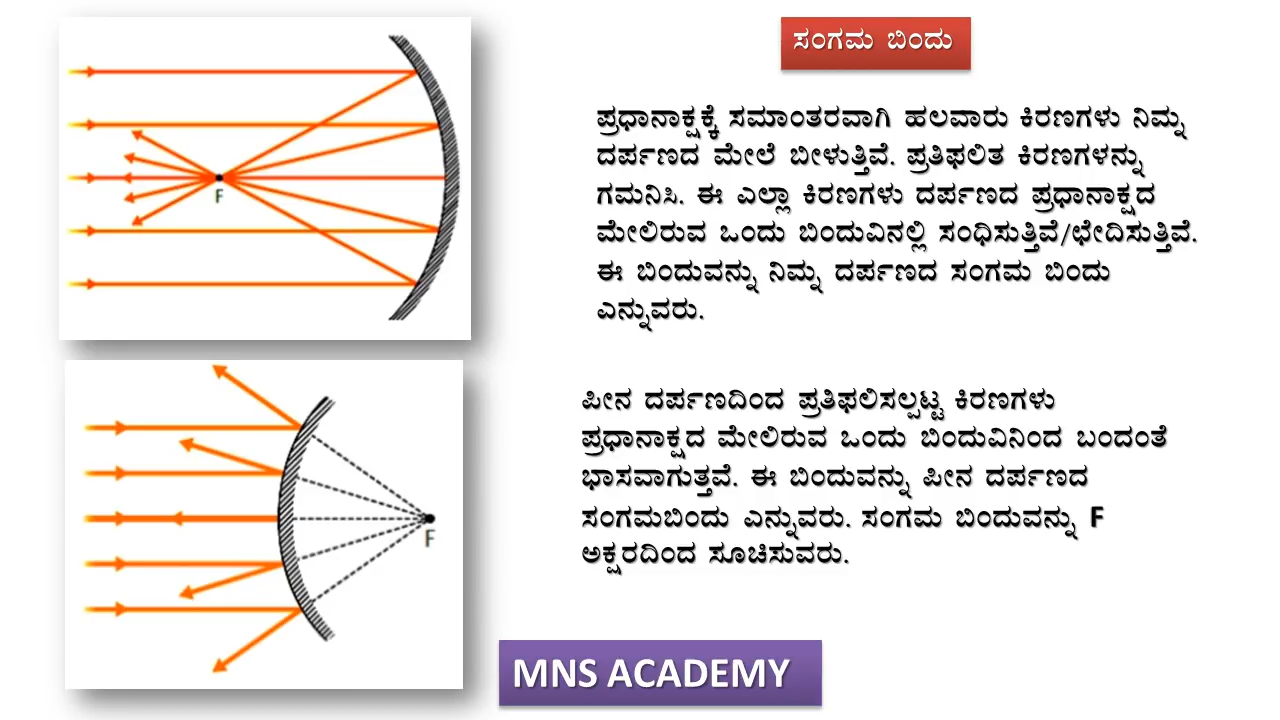 ಸಂಗಮ ಬಿಂದು
ಪ್ರಧಾನಾಕ್ಷಕ್ಕೆ ಸಮಾಂತರವಾಗಿ ಹಲವಾರು ಕಿರಣಗಳು ನಿಮ್ನ
ದರ್ಪಣದ ಮೇಲೆ ಬೀಳುತ್ತಿವೆ. ಪ್ರತಿಫಲಿತ ಕಿರಣಗಳನ್ನು
ಗಮನಿಸಿ. ಈ ಎಲ್ಲಾ ಕಿರಣಗಳು ದರ್ಪಣದ ಪ್ರಧಾನಾಕ್ಷದ
ಮೇಲಿರುವ ಒಂದು ಬಿಂದುವಿನಲ್ಲಿ ಸಂಧಿಸುತ್ತಿವೆ/ಛೇದಿಸುತ್ತಿವೆ.
ಈ ಬಿಂದುವನ್ನು ನಿಮ್ನ ದರ್ಪಣದ ಸಂಗಮ ಬಿಂದು
ಎನ್ನುವರು.
F
ಪೀನ ದರ್ಪಣದಿಂದ ಪ್ರತಿಫಲಿಸಲ್ಪಟ್ಟ ಕಿರಣಗಳು
ಪ್ರಧಾನಾಕ್ಷದ ಮೇಲಿರುವ ಒಂದು ಬಿಂದುವಿನಿಂದ ಬಂದಂತೆ
ಭಾಸವಾಗುತ್ತವೆ. ಈ ಬಿಂದುವನ್ನು ಪೀನ ದರ್ಪಣದ
ಸಂಗಮಬಿಂದು ಎನ್ನುವರು. ಸಂಗಮ ಬಿಂದುವನ್ನು F
ಅಕ್ಷರದಿಂದ ಸೂಚಿಸುವರು.
F
MNS ACADEMY